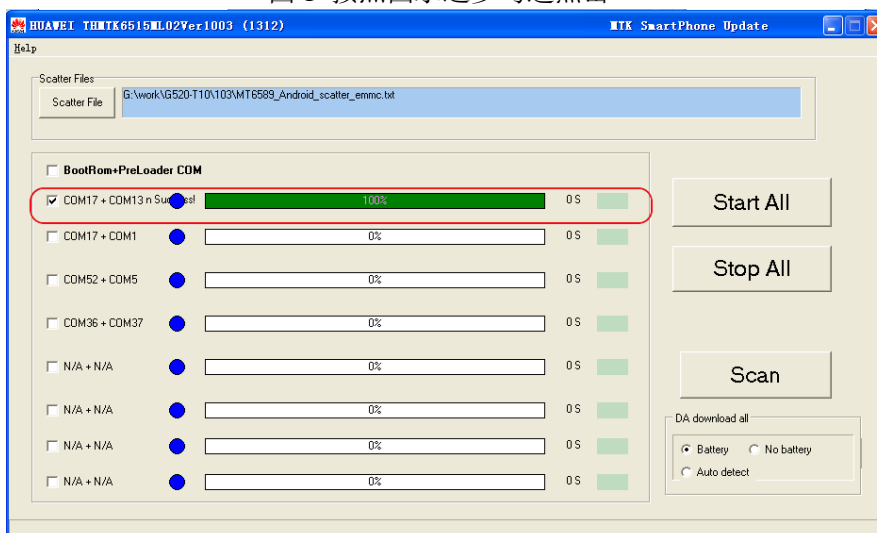 HUAWEI THMTK6515ML02Ver1003 (1312) MTK SmartPhone Update
Help
Scatter Files
Scatter File G:\work\G520-T10\103\MT6589_Android_scatter_emmc.txt
BootRom+PreLoader COM
COM17 + COM13 n Success! 100% 0 S
COM17 + COM1 0% 0 S
COM52 + COM5 0% 0 S
COM36 + COM37 0% 0 S
N/A + N/A 0% 0 S
N/A + N/A 0% 0 S
N/A + N/A 0% 0 S
N/A + N/A 0% 0 S
Start All
Stop All
Scan
DA download all
Battery No battery
Auto detect